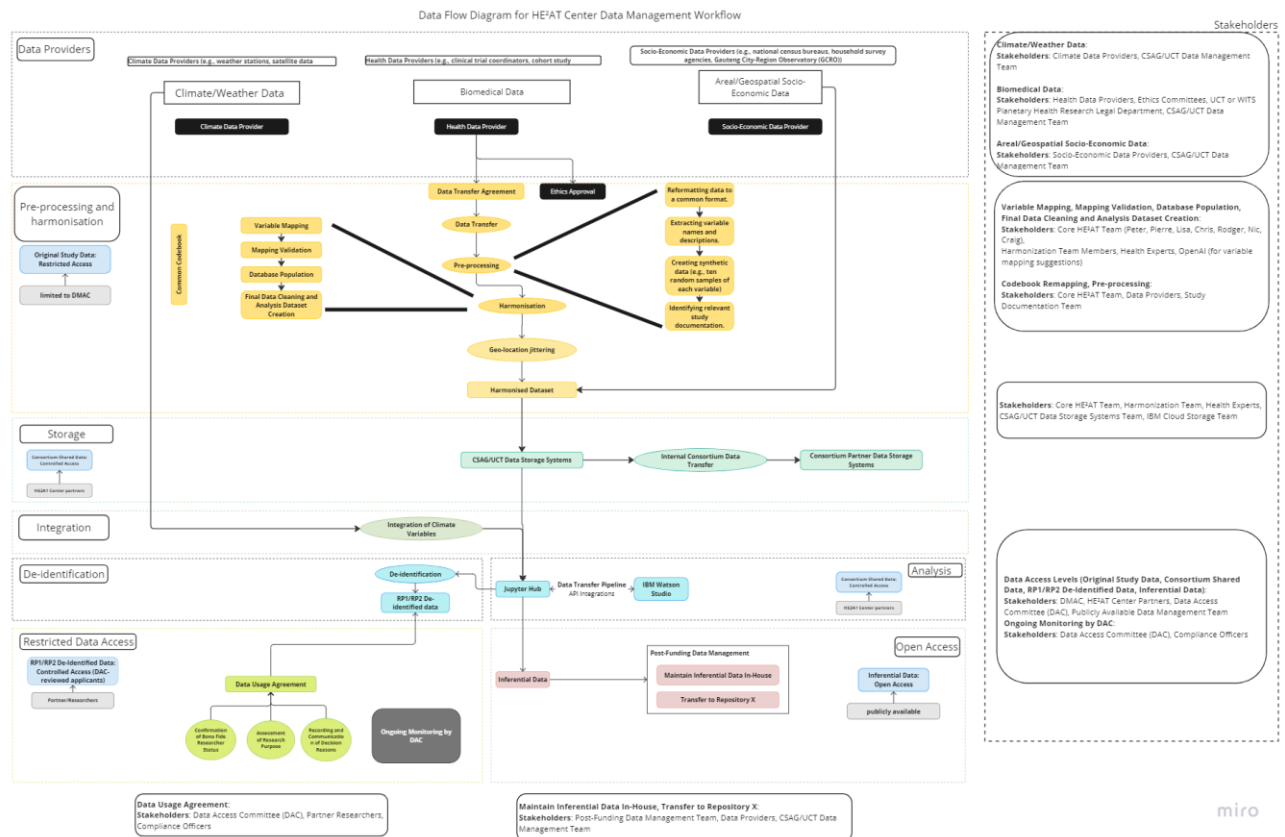 Data Flow Diagram for HE²AT Center Data Management Workflow
Stakeholders
Data Providers
Climate Data Providers (e.g., weather stations, satellite data
Health Data Providers (e.g., clinical trial coordinators, cohort study
Socio-Economic Data Providers (e.g., national census bureaus, household survey
agencies, Gauteng City-Region Observatory (GCRO))
Climate/Weather Data
Biomedical Data
Areal/Geospatial Socio-
Economic Data
Climate Data Provider
Health Data Provider
Socio-Economic Data Provider
Climate/Weather Data:
Stakeholders: Climate Data Providers, CSAG/UCT Data Management
Team
Biomedical Data:
Stakeholders: Health Data Providers, Ethics Committees, UCT or WITS
Planetary Health Research Legal Department, CSAG/UCT Data
Management Team
Areal/Geospatial Socio-Economic Data:
Stakeholders: Socio-Economic Data Providers, CSAG/UCT Data
Management Team
Pre-processing and
harmonisation
Original Study Data:
Restricted Access
limited to DMAC
Common Codebook
Variable Mapping
Mapping Validation
Database Population
Final Data Cleaning and
Analysis Dataset
Creation
Data Transfer Agreement
Ethics Approval
Data Transfer
Pre-processing
Harmonisation
Geo-location jittering
Harmonised Dataset
Reformatting data to
a common format.
Extracting variable
names and
descriptions.
Creating synthetic
data (e.g., ten
random samples of
each variable)
Identifying relevant
study
documentation.
Variable Mapping, Mapping Validation, Database Population,
Final Data Cleaning and Analysis Dataset Creation:
Stakeholders: Core HE²AT Team (Peter, Pierre, Lisa, Chris, Rodger, Nic,
Craig),
Harmonization Team Members, Health Experts, OpenAI (for variable
mapping suggestions)
Codebook Remapping, Pre-processing:
Stakeholders: Core HE²AT Team, Data Providers, Study
Documentation Team
Stakeholders: Core HE²AT Team, Harmonization Team, Health Experts,
CSAG/UCT Data Storage Systems Team, IBM Cloud Storage Team
Storage
Consortium Shared Data:
Controlled Access
HE2AT Center partners
CSAG/UCT Data Storage Systems
Internal Consortium Data
Transfer
Consortium Partner Data Storage
Systems
Integration
Integration of Climate
Variables
De-identification
De-identification
RP1/RP2 De-
identified data
Jupyter Hub
Data Transfer Pipeline
API Integrations
IBM Watson
Studio
Analysis
Consortium Shared Data:
Controlled Access
HE2AT Center partners
Data Access Levels (Original Study Data, Consortium Shared
Data, RP1/RP2 De-Identified Data, Inferential Data):
Stakeholders: DMAC, HE²AT Center Partners, Data Access
Committee (DAC), Publicly Available Data Management Team
Ongoing Monitoring by DAC:
Stakeholders: Data Access Committee (DAC), Compliance Officers
Restricted Data Access
RP1/RP2 De-Identified Data:
Controlled Access (DAC-
reviewed applicants)
Partner/Researchers
Data Usage Agreement
Confirmation
of Bona Fide
Researcher
Status
Assessment
of Research
Purpose
Recording and
Communicatio
n of Decision
Reasons
Ongoing Monitoring by
DAC
Open Access
Inferential Data
Post-Funding Data Management
Maintain Inferential Data In-House
Transfer to Repository X
Inferential Data:
Open Access
publicly available
Data Usage Agreement:
Stakeholders: Data Access Committee (DAC), Partner Researchers,
Compliance Officers
Maintain Inferential Data In-House, Transfer to Repository X:
Stakeholders: Post-Funding Data Management Team, Data Providers, CSAG/UCT Data
Management Team
miro